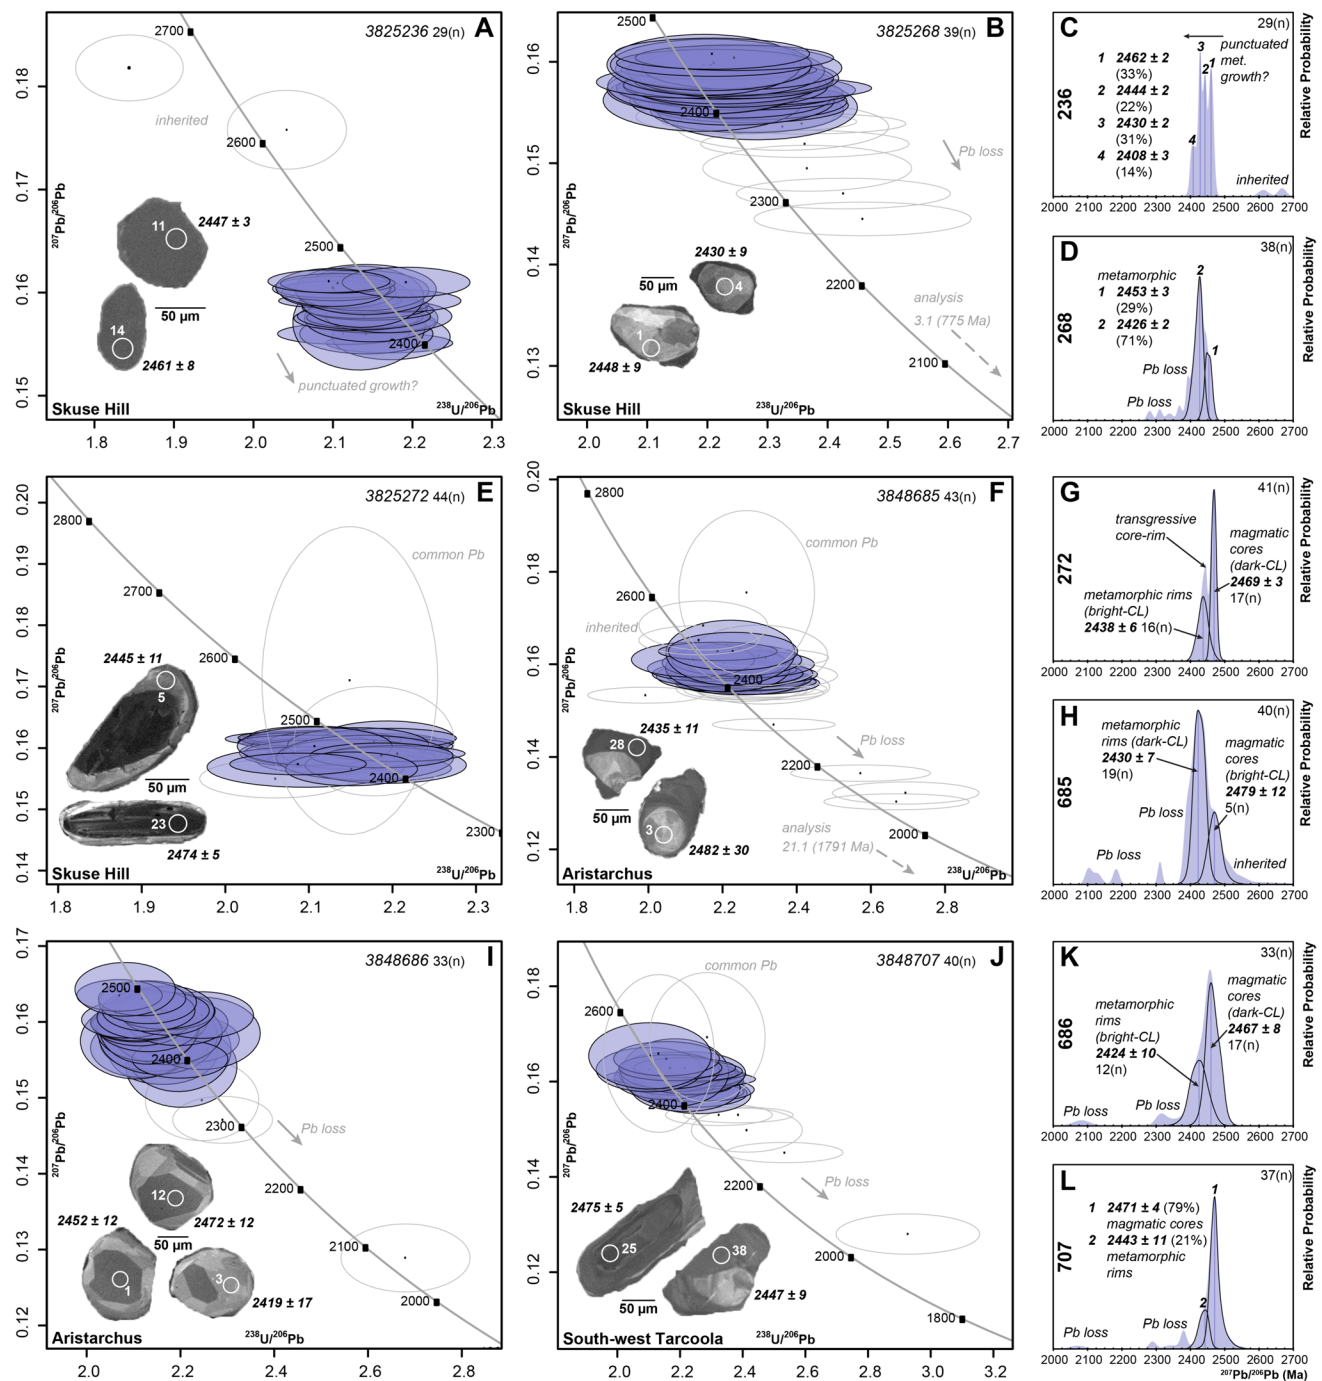 A
3825236 29(n)
2700
2600
2500
2400
inherited
11
2447 ± 3
50 µm
14
2461 ± 8
punctuated growth?
Skuse Hill
238U/206Pb
207Pb/206Pb
0.18
0.17
0.16
0.15
1.8 1.9 2.0 2.1 2.2 2.3
B
3825268 39(n)
2500
2400
2300
2200
2100
Pb loss
2430 ± 9
50 µm
4
1
2448 ± 9
analysis
3.1 (775 Ma)
Skuse Hill
238U/206Pb
207Pb/206Pb
0.16
0.15
0.14
0.13
2.0 2.1 2.2 2.3 2.4 2.5 2.6 2.7
C
29(n)
236
1 2462 ± 2
(33%)
2 2444 ± 2
(22%)
3 2430 ± 2
(31%)
4 2408 ± 3
(14%)
3
2
1
4
punctuated
met.
growth?
inherited
Relative Probability
2000 2100 2200 2300 2400 2500 2600 2700
D
38(n)
268
metamorphic
1 2453 ± 3
(29%)
2 2426 ± 2
(71%)
2
1
Pb loss
Pb loss
Relative Probability
2000 2100 2200 2300 2400 2500 2600 2700
E
3825272 44(n)
2800
2700
2600
2500
2400
2300
common Pb
2445 ± 11
5
50 µm
23
2474 ± 5
Skuse Hill
238U/206Pb
207Pb/206Pb
0.20
0.19
0.18
0.17
0.16
0.15
0.14
1.8 1.9 2.0 2.1 2.2 2.3
F
3848685 43(n)
2800
2600
2400
2200
2000
common Pb
inherited
Pb loss
28
2435 ± 11
50 µm
3
2482 ± 30
analysis
21.1 (1791 Ma)
Aristarchus
238U/206Pb
207Pb/206Pb
0.20
0.18
0.16
0.14
0.12
1.8 2.0 2.2 2.4 2.6 2.8
G
41(n)
272
transgressive
core-rim
magmatic
cores
(dark-CL)
2469 ± 3
17(n)
metamorphic rims
(bright-CL)
2438 ± 6 16(n)
Relative Probability
2000 2100 2200 2300 2400 2500 2600 2700
H
40(n)
685
metamorphic
rims (dark-CL)
2430 ± 7
19(n)
magmatic
cores
(bright-CL)
2479 ± 12
5(n)
Pb loss
Pb loss
inherited
Relative Probability
2000 2100 2200 2300 2400 2500 2600 2700
I
3848686 33(n)
2500
2400
2300
2200
2100
2000
Pb loss
12
2452 ± 12
2472 ± 12
50 µm
1
3
2419 ± 17
Aristarchus
238U/206Pb
207Pb/206Pb
0.17
0.16
0.15
0.14
0.13
0.12
2.0 2.2 2.4 2.6 2.8
J
3848707 40(n)
2600
2400
2200
2000
1800
common Pb
Pb loss
2475 ± 5
25
38
50 µm
2447 ± 9
South-west Tarcoola
238U/206Pb
207Pb/206Pb
0.18
0.16
0.14
0.12
2.0 2.2 2.4 2.6 2.8 3.0 3.2
K
33(n)
686
metamorphic
rims
(bright-CL)
2424 ± 10
12(n)
magmatic
cores
(dark-CL)
2467 ± 8
17(n)
Pb loss
Pb loss
Relative Probability
2000 2100 2200 2300 2400 2500 2600 2700
L
37(n)
707
1 2471 ± 4 (79%)
magmatic cores
2 2443 ± 11 (21%)
metamorphic
rims
1
2
Pb loss
Pb loss
Relative Probability
2000 2100 2200 2300 2400 2500 2600 2700
207Pb/206Pb (Ma)